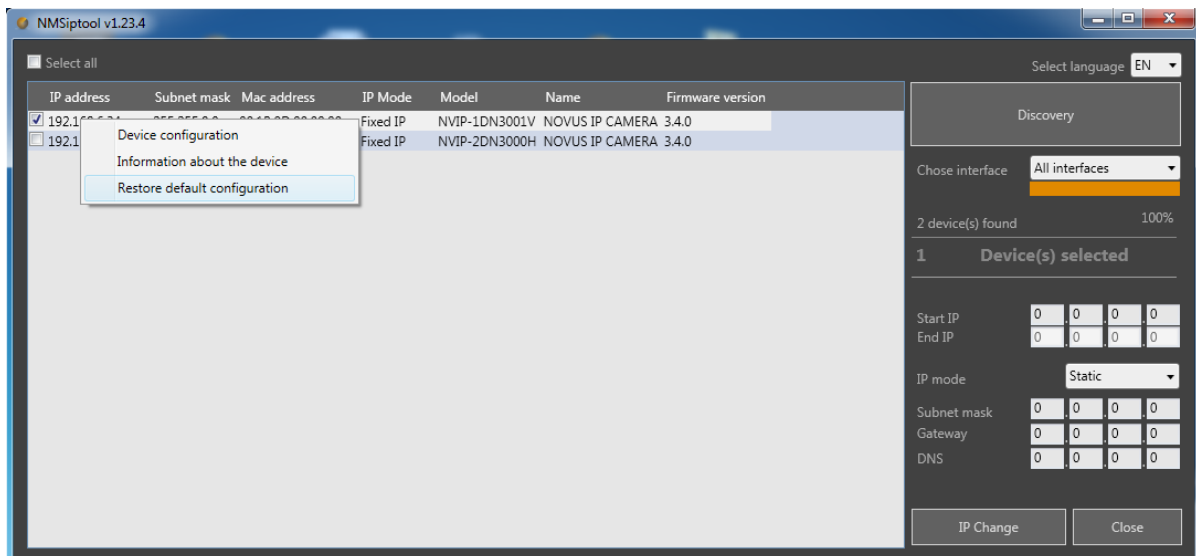 NMSiptool v1.23.4
Select all
Select language EN
IP address Subnet mask Mac address IP Mode Model Name Firmware version
Fixed IP NVIP-1DN3001V NOVUS IP CAMERA 3.4.0
192.1 Fixed IP NVIP-2DN3000H NOVUS IP CAMERA 3.4.0
Device configuration
Information about the device
Restore default configuration
Discovery
Chose interface All interfaces
2 device(s) found 100%
1 Device(s) selected
Start IP 0 . 0 . 0 . 0
End IP 0 . 0 . 0 . 0
IP mode Static
Subnet mask 0 . 0 . 0 . 0
Gateway 0 . 0 . 0 . 0
DNS 0 . 0 . 0 . 0
IP Change Close